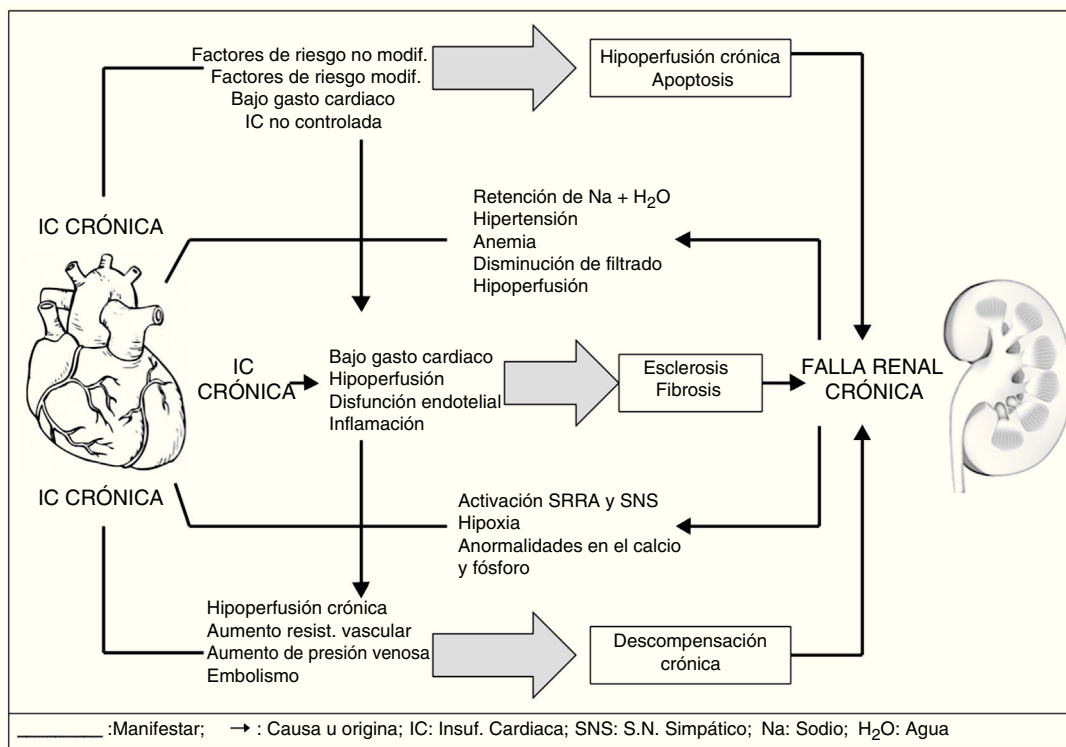 Factores de riesgo no modif.
Factores de riesgo modif.
Bajo gasto cardiaco
IC no controlada
Hipoperfusión crónica
Apoptosis
IC CRÓNICA
Retención de Na + H₂O
Hipertensión
Anemia
Disminución de filtrado
Hipoperfusión
IC
CRÓNICA
Bajo gasto cardiaco
Hipoperfusión
Disfunción endotelial
Inflamación
Esclerosis
Fibrosis
FALLA RENAL
CRÓNICA
IC CRÓNICA
Activación SRRA y SNS
Hipoxia
Anormalidades en el calcio
y fósforo
Hipoperfusión crónica
Aumento resist. vascular
Aumento de presión venosa
Embolismo
Descompensación
crónica
_________ :Manifestar; → : Causa u origina; IC: Insuf. Cardiaca; SNS: S.N. Simpático; Na: Sodio; H₂O: Agua